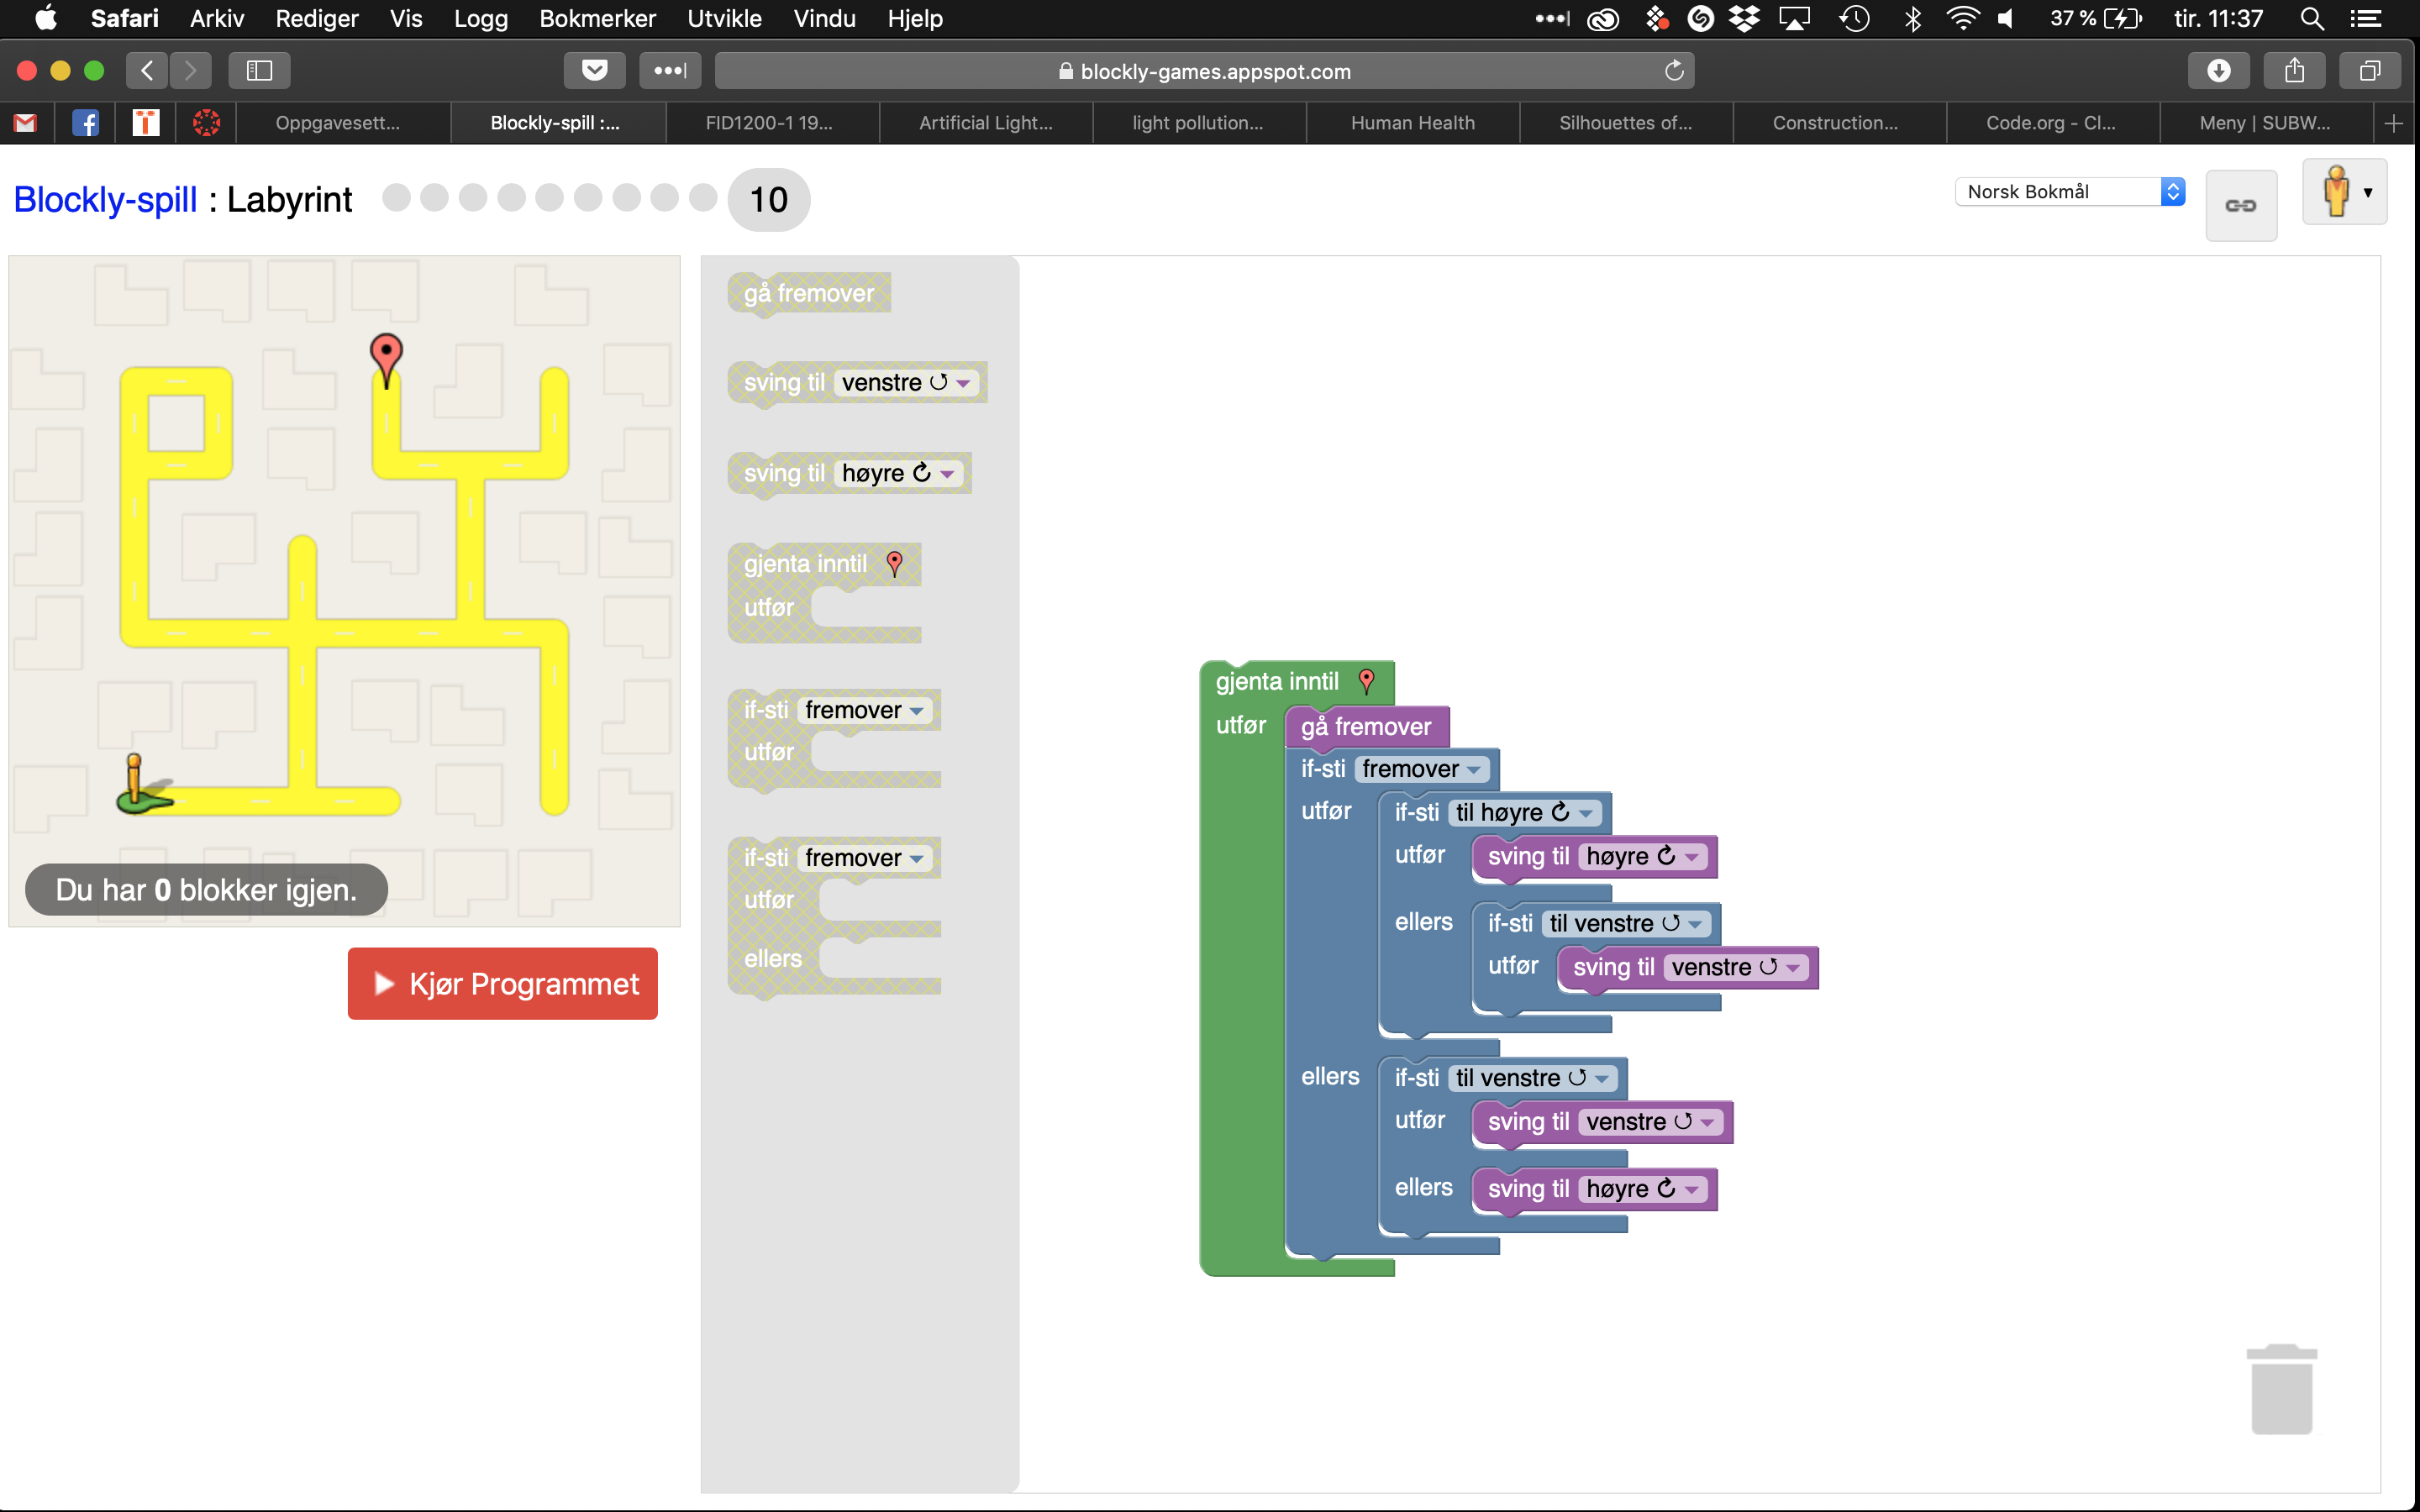 Safari Arkiv Rediger Vis Logg Bokmerker Utvikle Vindu Hjelp 37 % tir. 11:37
blockly-games.appspot.com
Oppgavesett... Blockly-spill :... FID1200-1 19... Artificial Light... light pollution... Human Health Silhouettes of... Construction... Code.org - Cl... Meny | SUBW...
Blockly-spill : Labyrint 10 Norsk Bokmål
Du har 0 blokker igjen.
Kjør Programmet
gå fremover
sving til venstre
sving til høyre
gjenta inntil
utfør
if-sti fremover
utfør
if-sti fremover
utfør
ellers
gjenta inntil
utfør gå fremover
if-sti fremover
utfør if-sti til høyre
utfør sving til høyre
ellers if-sti til venstre
utfør sving til venstre
ellers if-sti til venstre
utfør sving til venstre
ellers sving til høyre